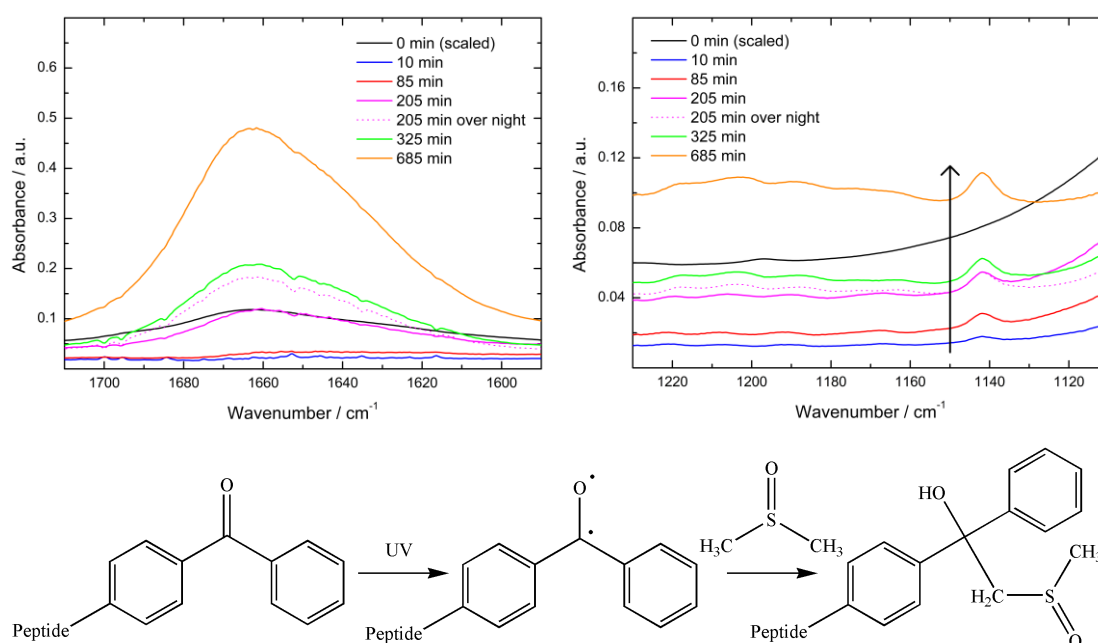 0 min (scaled)
10 min
85 min
205 min
205 min over night
325 min
685 min
0.6
0.5
0.4
0.3
0.2
0.1
Absorbance / a.u.
1700 1680 1660 1640 1620 1600
Wavenumber / cm⁻¹
0 min (scaled)
10 min
85 min
205 min
205 min over night
325 min
685 min
0.16
0.12
0.08
0.04
Absorbance / a.u.
1220 1200 1180 1160 1140 1120
Wavenumber / cm⁻¹
O
Peptide
UV
O
Peptide
O
S
H₃C CH₃
HO
CH₃
H₂C S
O
Peptide